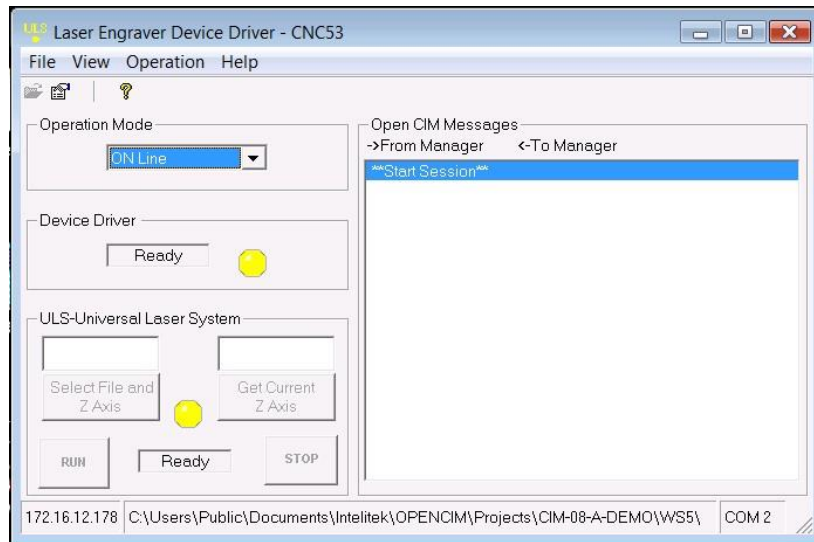 ULS Laser Engraver Device Driver - CNC53
File View Operation Help
Operation Mode
ON Line
Device Driver
Ready
ULS-Universal Laser System
Select File and
Z Axis
Get Current
Z Axis
RUN
Ready
STOP
Open CIM Messages
->From Manager <-To Manager
**Start Session**
172.16.12.178 C:\Users\Public\Documents\Intelitek\OPENCIM\Projects\CIM-08-A-DEMO\WS5\ COM 2